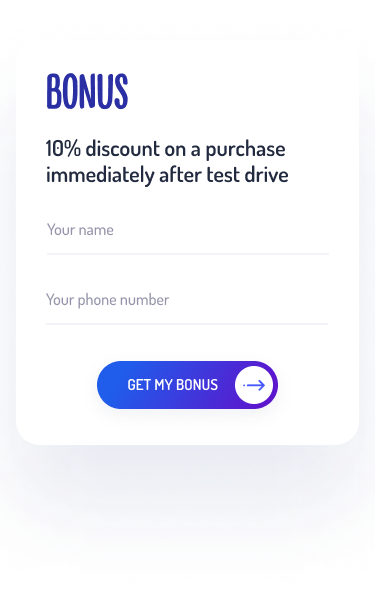 BONUS
10% discount on a purchase
immediately after test drive
Your name
Your phone number
GET MY BONUS